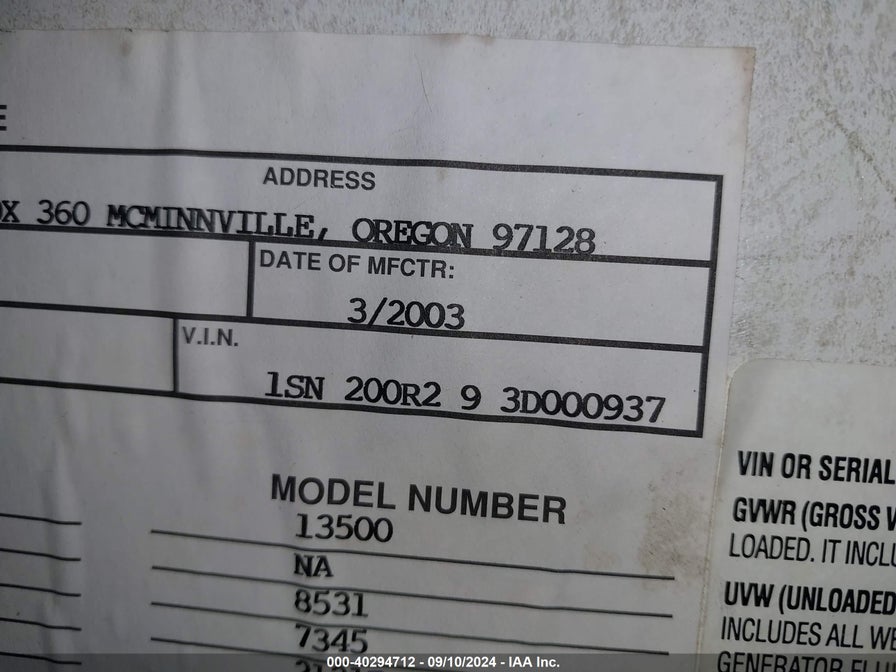 E
ADDRESS
OX 360 MCMINNVILLE, OREGON 97128
DATE OF MFCTR:
3/2003
V.I.N.
1SN 200R2 9 3D000937
MODEL NUMBER
13500
NA
8531
7345
VIN OR SERIAL
GVWR (GROSS
LOADED. IT INCLU
UVW (UNLOADED
INCLUDES ALL WE
GENERATOR
000-40294712 - 09/10/2024 - IAA Inc.